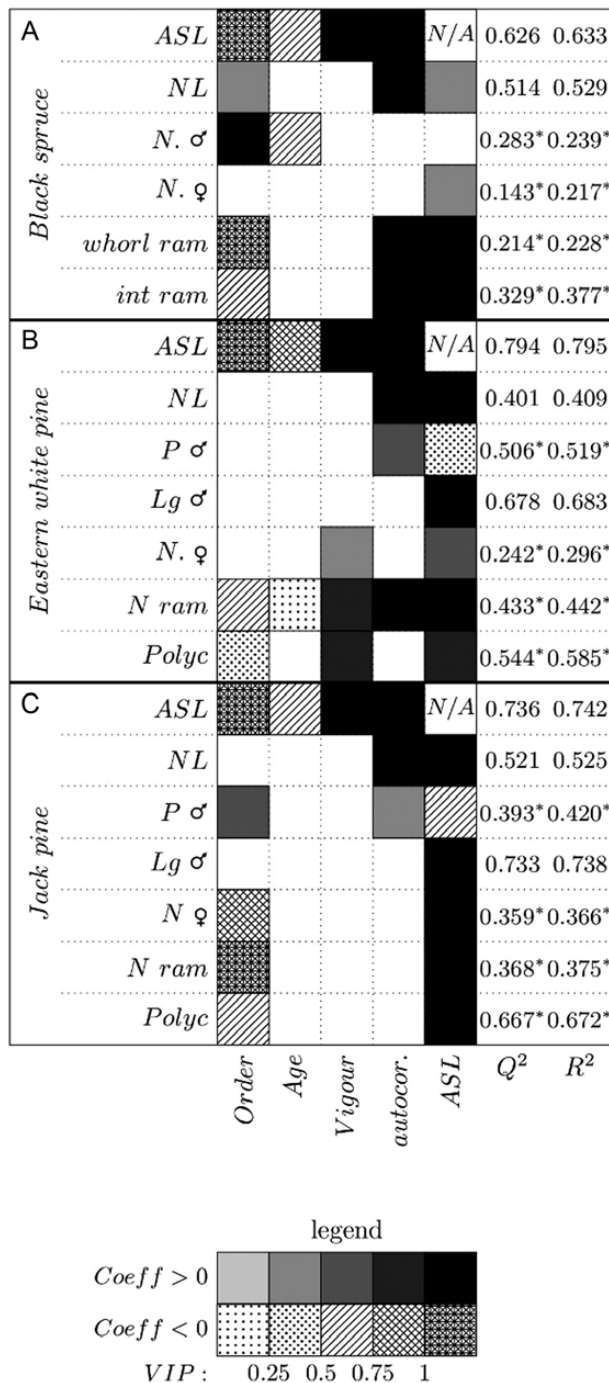 A
Black spruce
ASL N/A 0.626 0.633
NL 0.514 0.529
N. ♂ 0.283* 0.239*
N. ♀ 0.143* 0.217*
whorl ram 0.214* 0.228*
int ram 0.329* 0.377*
B
Eastern white pine
ASL N/A 0.794 0.795
NL 0.401 0.409
P ♂ 0.506* 0.519*
Lg ♂ 0.678 0.683
N. ♀ 0.242* 0.296*
N ram 0.433* 0.442*
Polyc 0.544* 0.585*
C
Jack pine
ASL N/A 0.736 0.742
NL 0.521 0.525
P ♂ 0.393* 0.420*
Lg ♂ 0.733 0.738
N ♀ 0.359* 0.366*
N ram 0.368* 0.375*
Polyc 0.667* 0.672*
Order Age Vigour autocor. ASL Q² R²
legend
Coeff > 0
Coeff < 0
VIP : 0.25 0.5 0.75 1